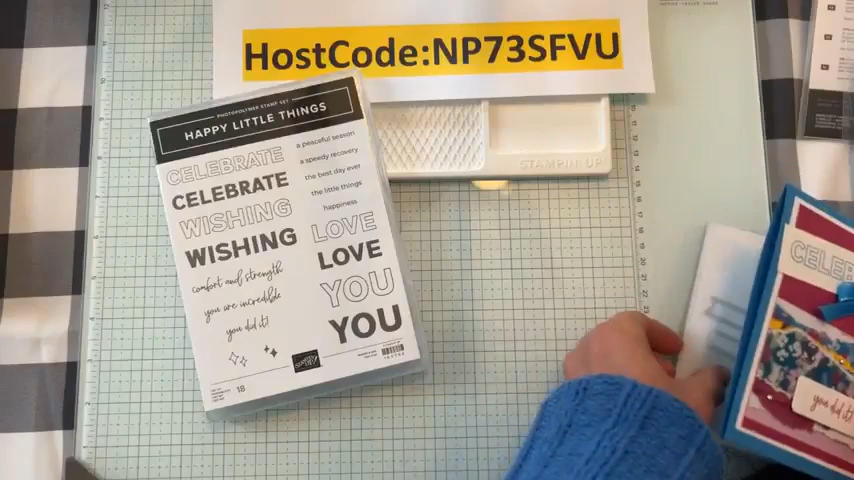 HostCode:NP73SFVU
STAMPIN' UP!
PHOTOPOLYMER STAMP SET
HAPPY LITTLE THINGS
CELEBRATE
CELEBRATE
WISHING
WISHING
comfort and strength
you are incredible
you did it!
a peaceful season
a speedy recovery
the best day ever
the little things
happiness
LOVE
LOVE
YOU
YOU
18
CELEB
you did it!